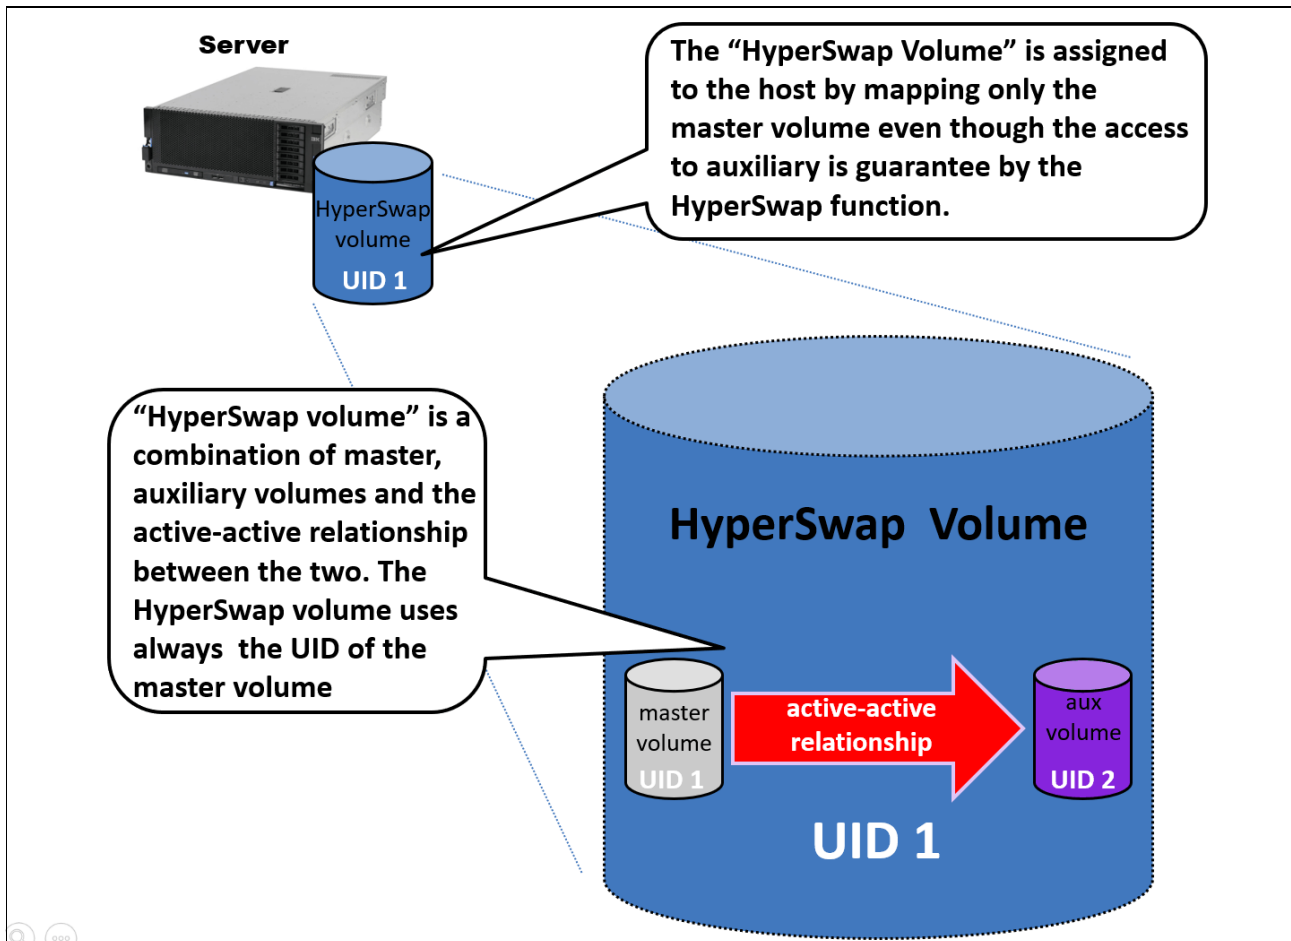 Server
The “HyperSwap Volume” is assigned
to the host by mapping only the
master volume even though the access
to auxiliary is guarantee by the
HyperSwap function.
HyperSwap
volume
UID 1
“HyperSwap volume” is a
combination of master,
auxiliary volumes and the
active-active relationship
between the two. The
HyperSwap volume uses
always  the UID of the
master volume
HyperSwap  Volume
master
volume
UID 1
active-active
relationship
aux
volume
UID 2
UID 1